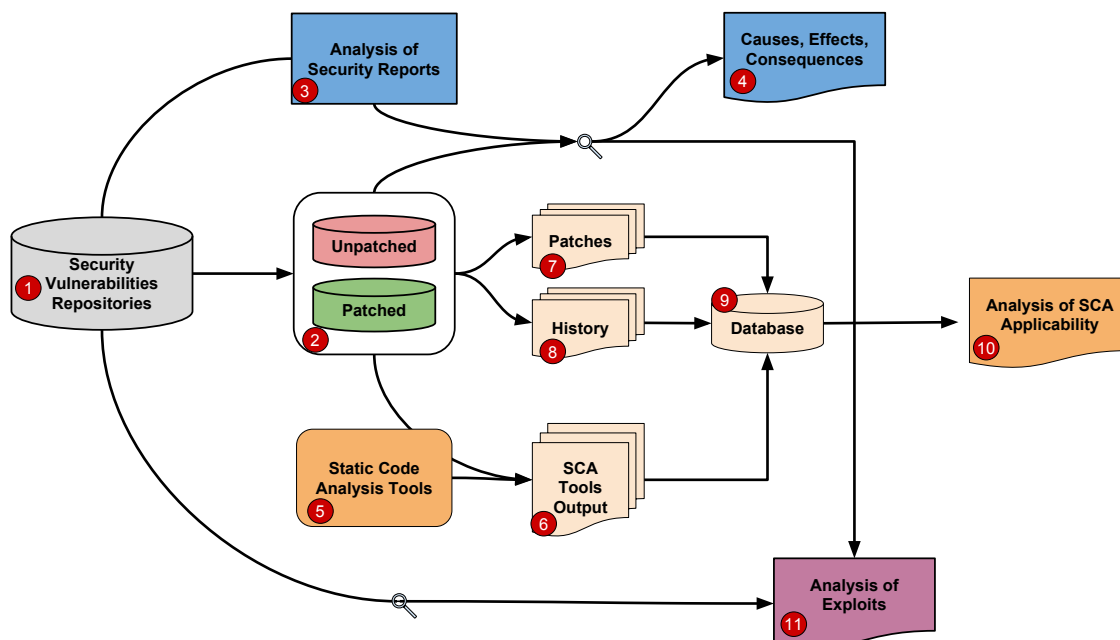 Analysis of
Security Reports
3
Causes, Effects,
Consequences
4
Security
Vulnerabilities
Repositories
1
Unpatched
Patched
2
Patches
7
History
8
9
Database
Analysis of SCA
Applicability
10
Static Code
Analysis Tools
5
SCA
Tools
Output
6
Analysis of
Exploits
11